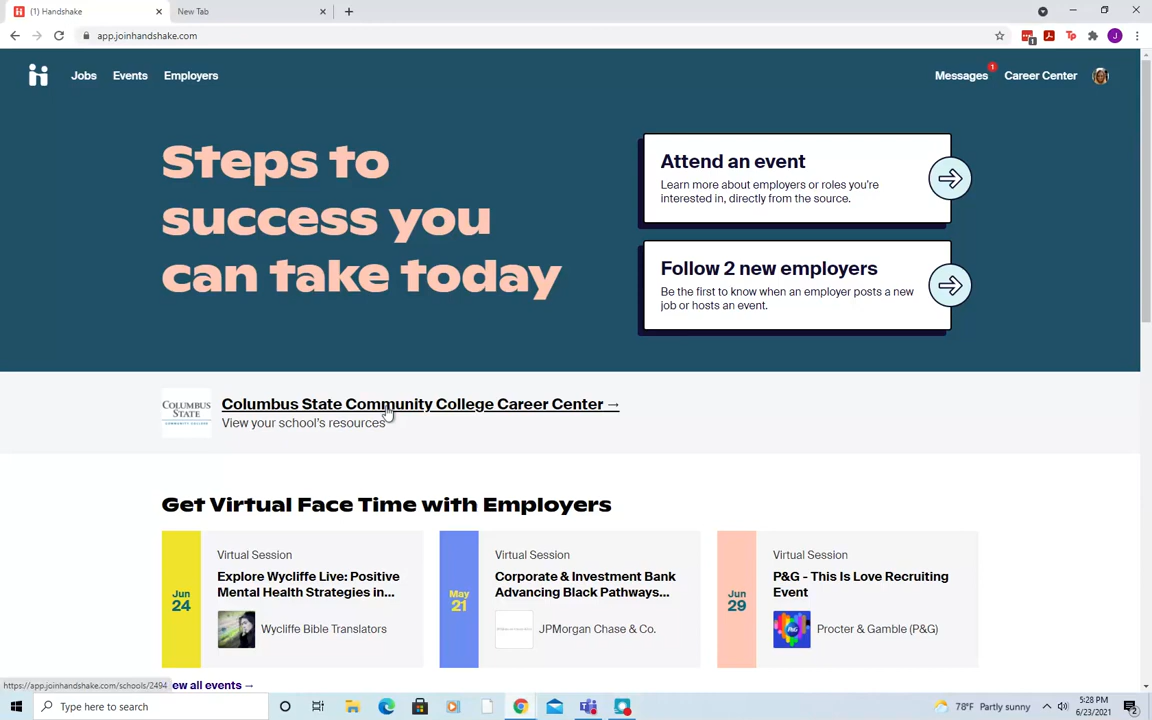 (1) Handshake
New Tab
app.joinhandshake.com
J
Jobs Events Employers
Messages 1 Career Center
Steps to
success you
can take today
Attend an event
Learn more about employers or roles you're
interested in, directly from the source.
Follow 2 new employers
Be the first to know when an employer posts a new
job or hosts an event.
COLUMBUS
STATE
COMMUNITY COLLEGE
Columbus State Community College Career Center →
View your school's resources
Get Virtual Face Time with Employers
Jun
24
Virtual Session
Explore Wycliffe Live: Positive
Mental Health Strategies in...
Wycliffe Bible Translators
May
21
Virtual Session
Corporate & Investment Bank
Advancing Black Pathways...
JPMorgan Chase & Co.
Jun
29
Virtual Session
P&G - This Is Love Recruiting
Event
P&G
Procter & Gamble (P&G)
https://app.joinhandshake.com/schools/2494
ew all events →
Type here to search
78°F Partly sunny
5:28 PM
6/23/2021
2